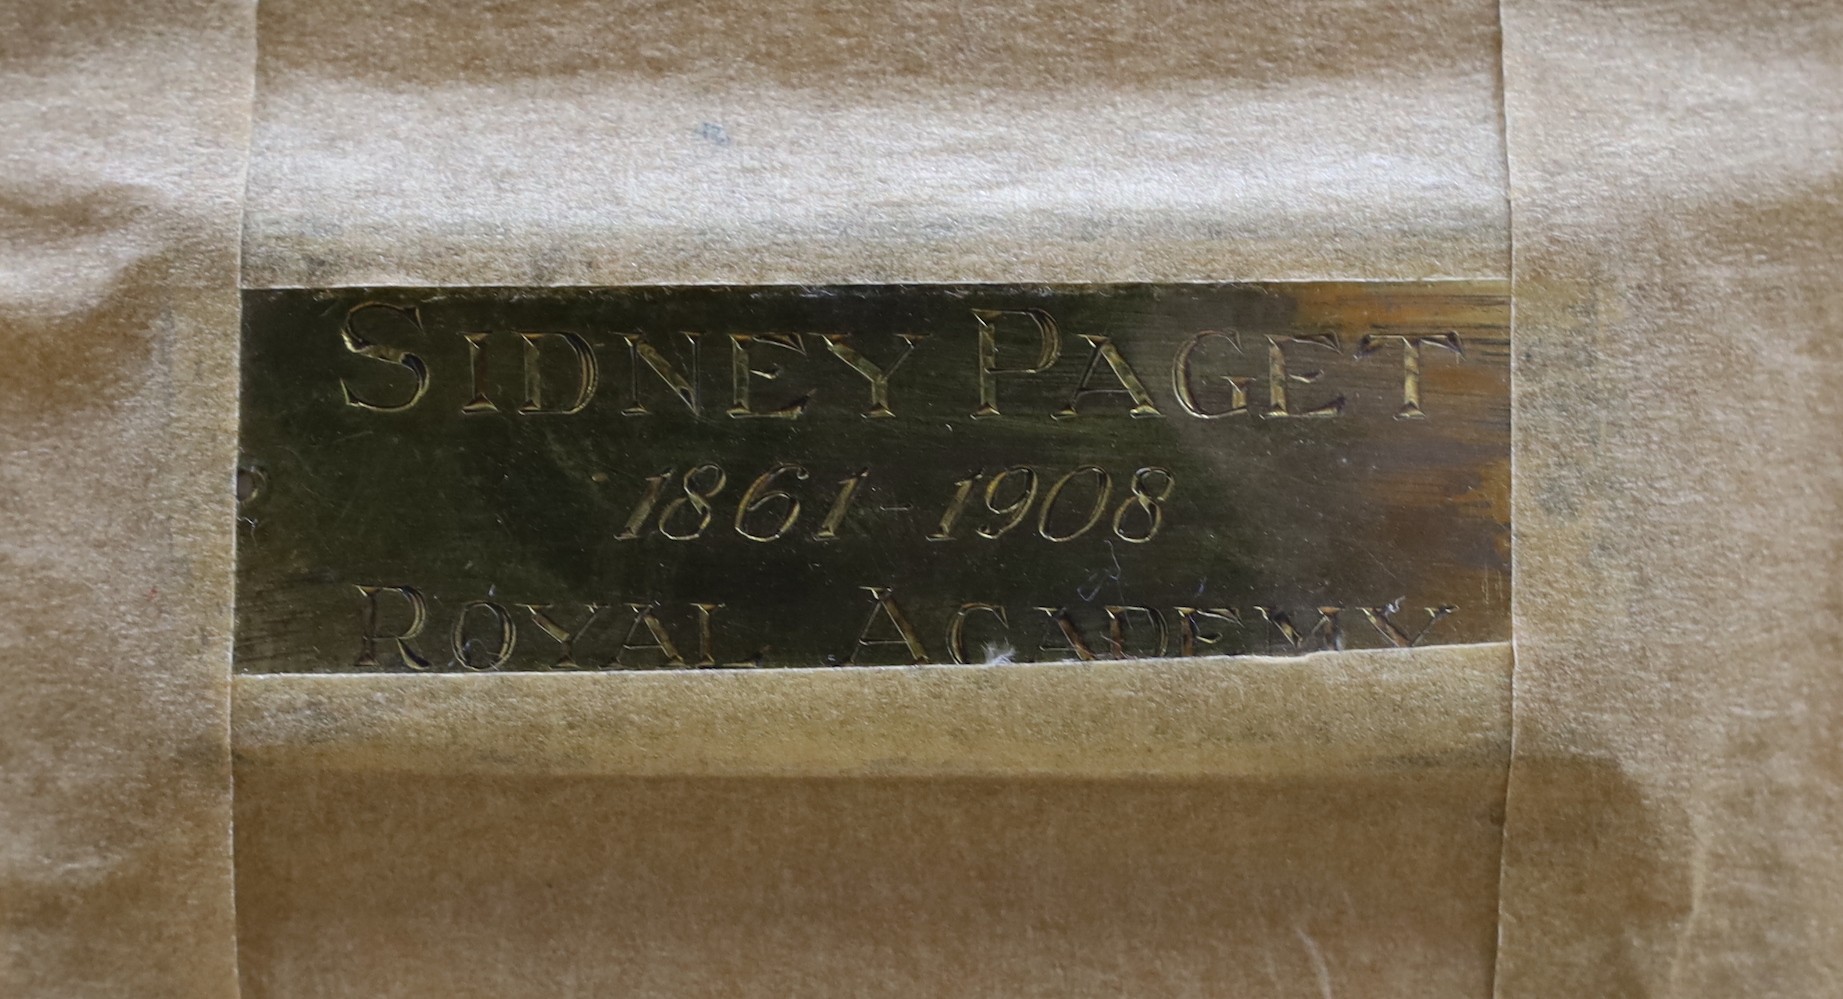 SIDNEY PAGET
1861-1908
ROYAL ACADEMY